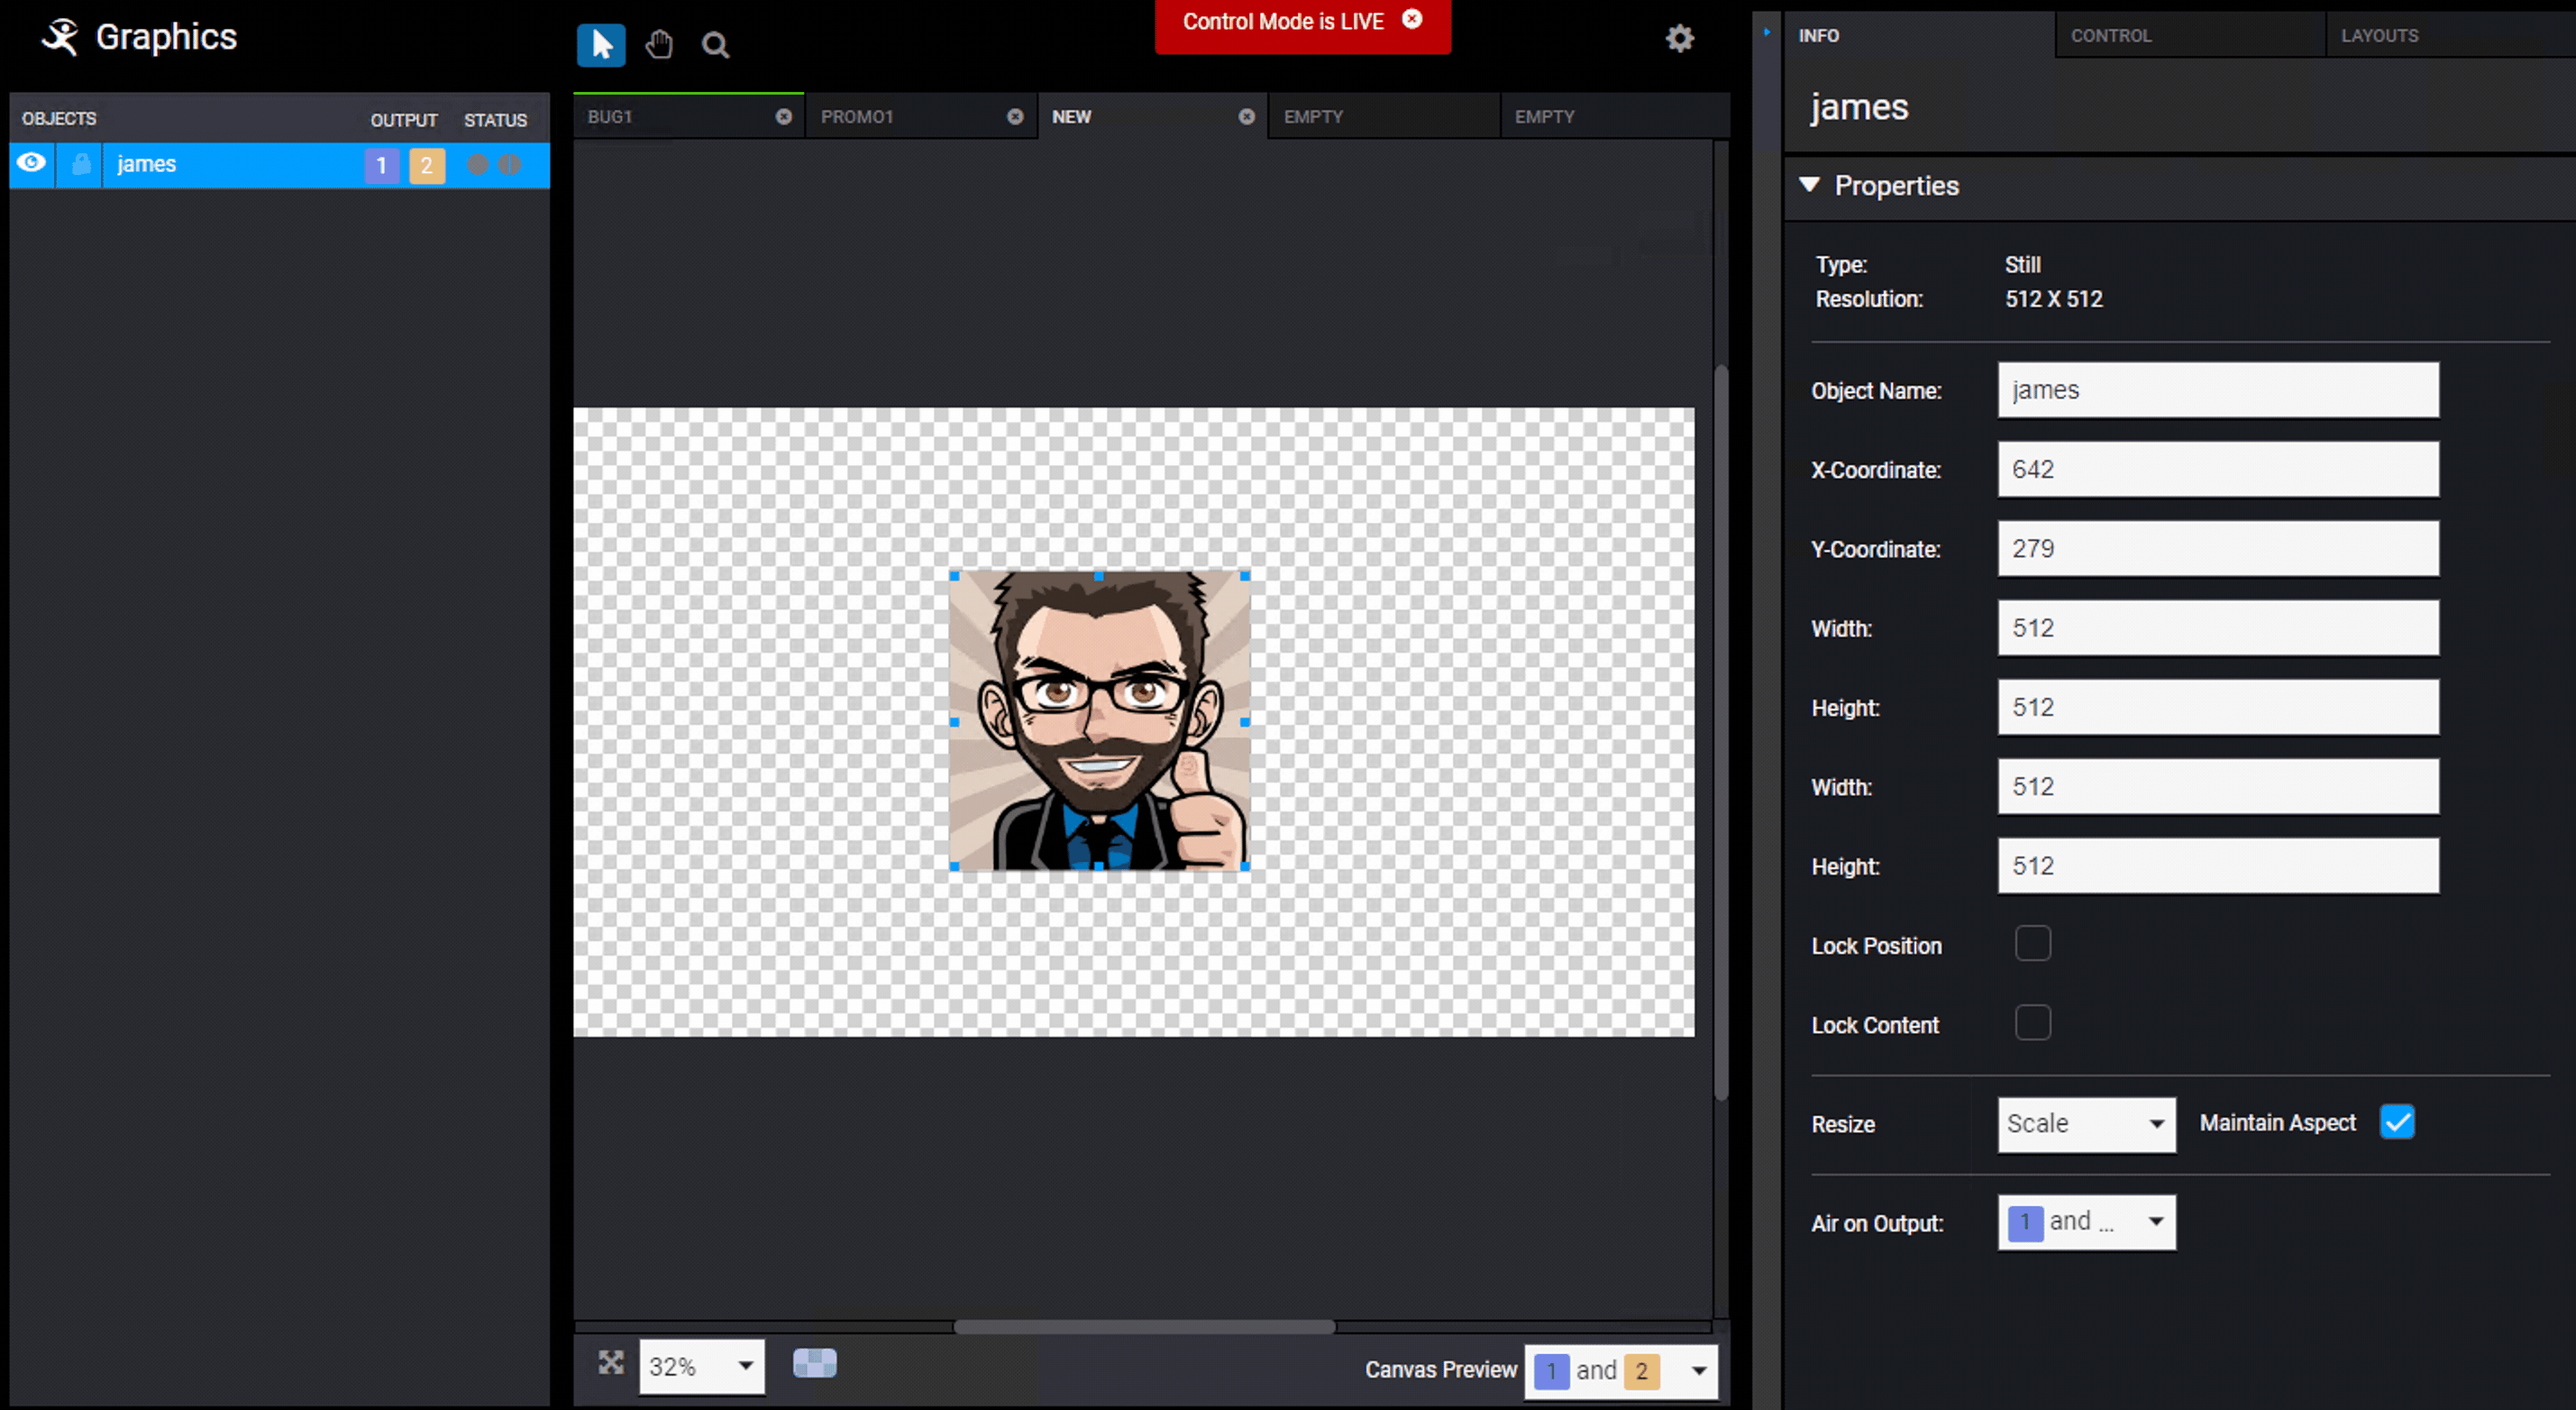 Graphics
Control Mode is LIVE
INFO
CONTROL
LAYOUTS
OBJECTS
OUTPUT
STATUS
james
1
2
BUG1
PROMO1
NEW
EMPTY
EMPTY
james
Properties
Type: Still
Resolution: 512 X 512
Object Name: james
X-Coordinate: 642
Y-Coordinate: 279
Width: 512
Height: 512
Width: 512
Height: 512
Lock Position
Lock Content
Resize Scale Maintain Aspect
Air on Output: 1 and ...
32%
Canvas Preview 1 and 2